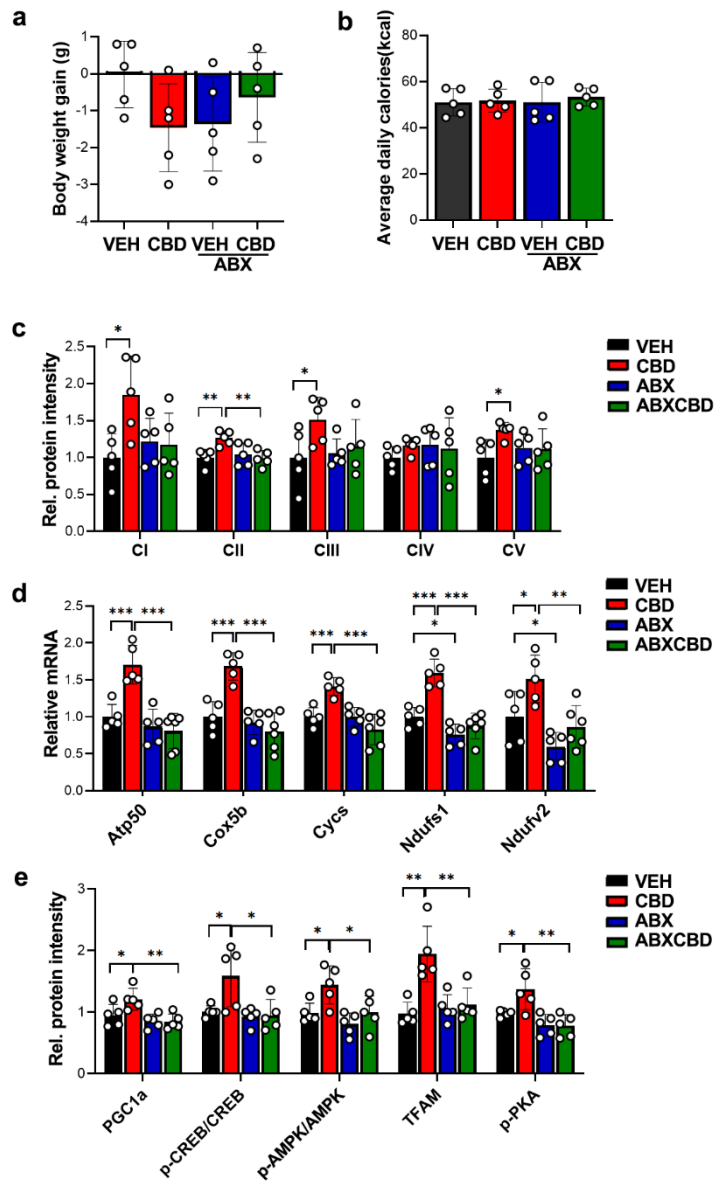 a
Body weight gain (g)
1
0
-1
-2
-3
-4
VEH CBD VEH CBD
ABX
b
Average daily calories(kcal)
80
60
40
20
0
VEH CBD VEH CBD
ABX
c
Rel. protein intensity
2.5
2.0
1.5
1.0
0.5
0.0
* ** ** * *
CI CII CIII CIV CV
VEH
CBD
ABX
ABXCBD
d
Relative mRNA
2.5
2.0
1.5
1.0
0.5
0.0
*** *** *** *** *** *** *** *** * **
* *
Atp50 Cox5b Cycs Ndufs1 Ndufv2
VEH
CBD
ABX
ABXCBD
e
Rel. protein intensity
3
2
1
0
* ** * * * * ** ** * **
PGC1a p-CREB/CREB p-AMPK/AMPK TFAM p-PKA
VEH
CBD
ABX
ABXCBD